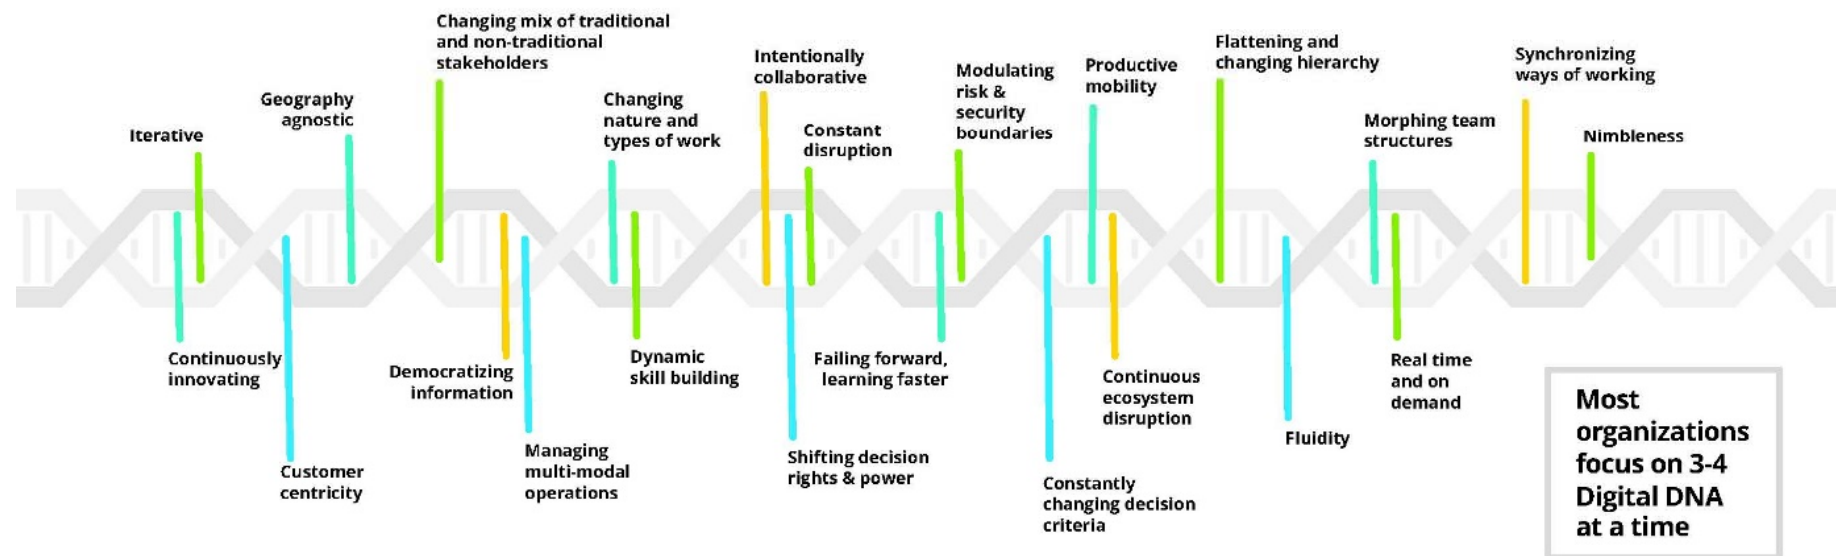 Changing mix of traditional
and non-traditional
stakeholders
Intentionally
collaborative
Flattening and
changing hierarchy
Synchronizing
ways of working
Modulating
risk &
security
boundaries
Productive
mobility
Geography
agnostic
Changing
nature and
types of work
Iterative
Constant
disruption
Morphing team
structures
Nimbleness
Continuously
innovating
Democratizing
information
Dynamic
skill building
Failing forward,
learning faster
Continuous
ecosystem
disruption
Real time
and on
demand
Customer
centricity
Managing
multi-modal
operations
Shifting decision
rights & power
Constantly
changing decision
criteria
Fluidity
Most
organizations
focus on 3-4
Digital DNA
at a time